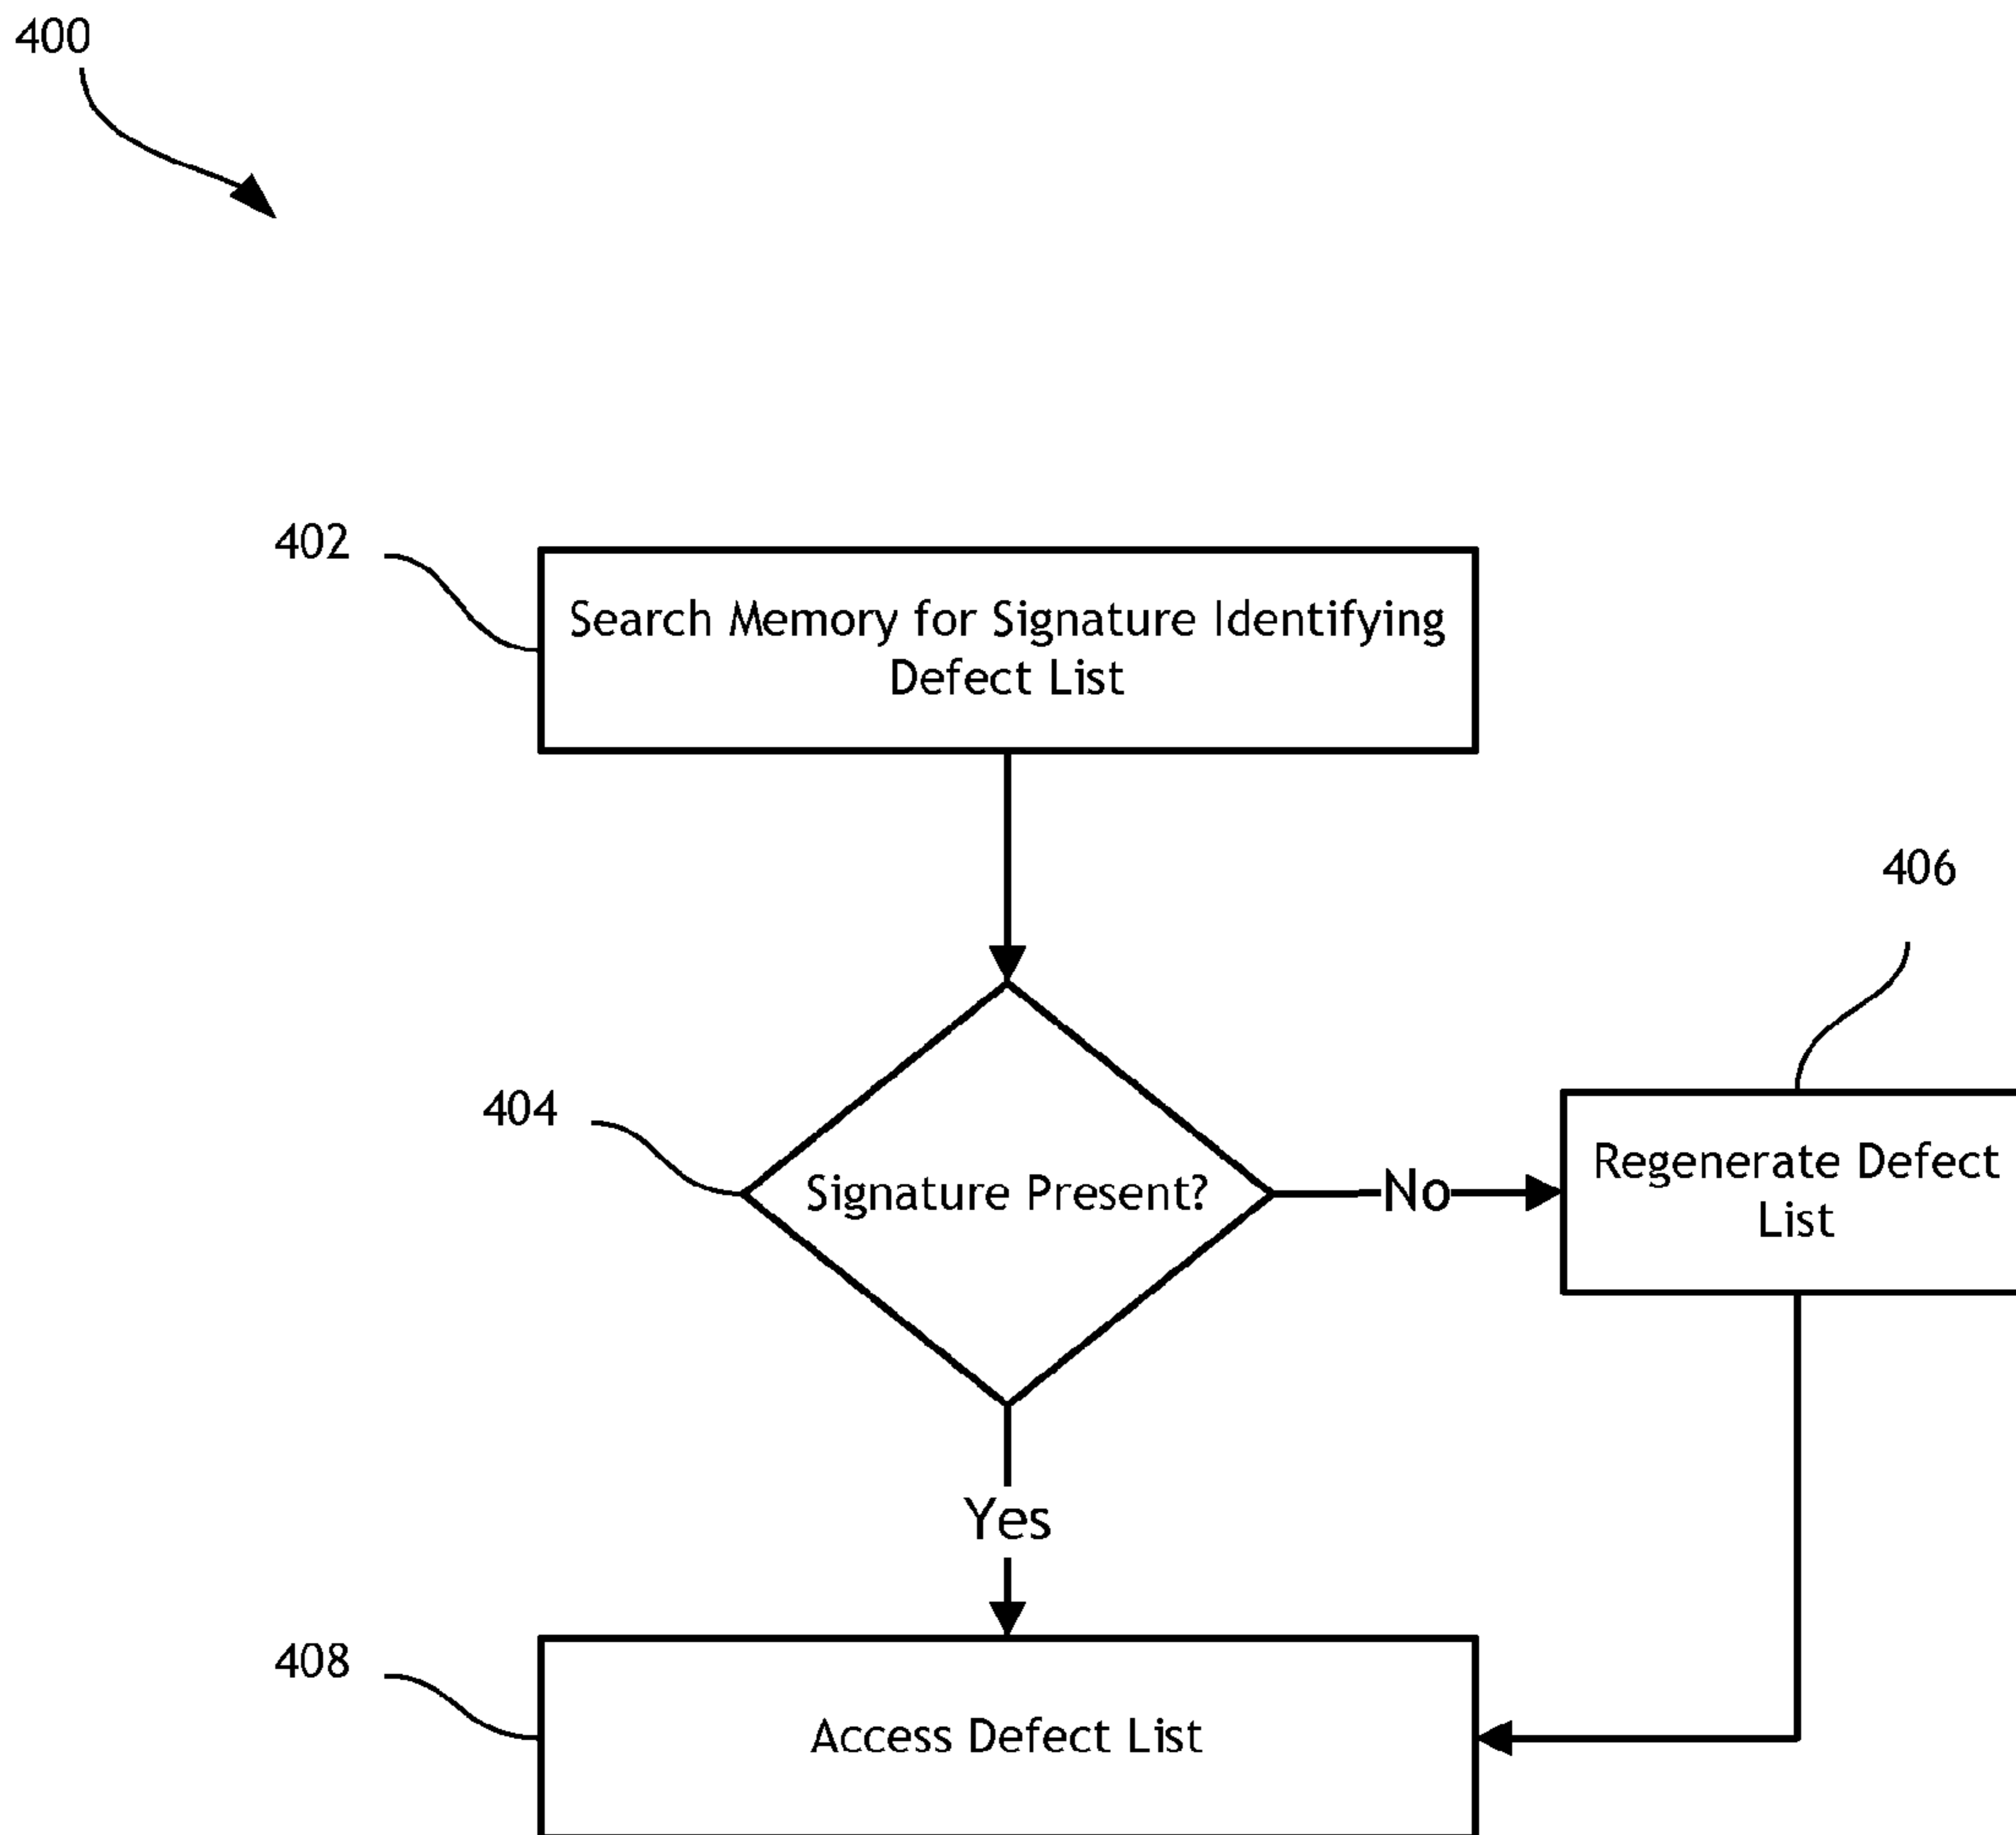 400
402
Search Memory for Signature Identifying
Defect List
406
404
Signature Present?
No
Regenerate Defect
List
Yes
408
Access Defect List